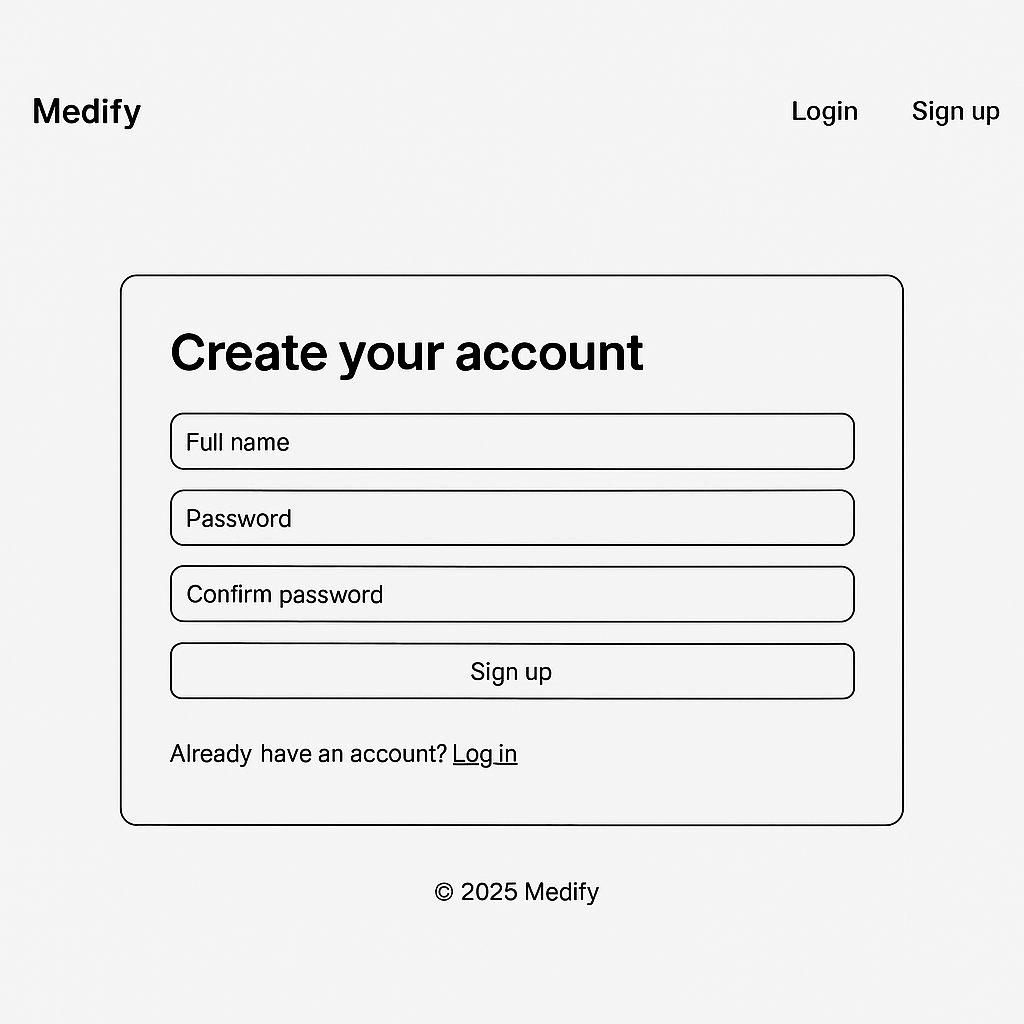 Medify Login Sign up
Create your account
Full name
Password
Confirm password
Sign up
Already have an account? Log in
© 2025 Medify